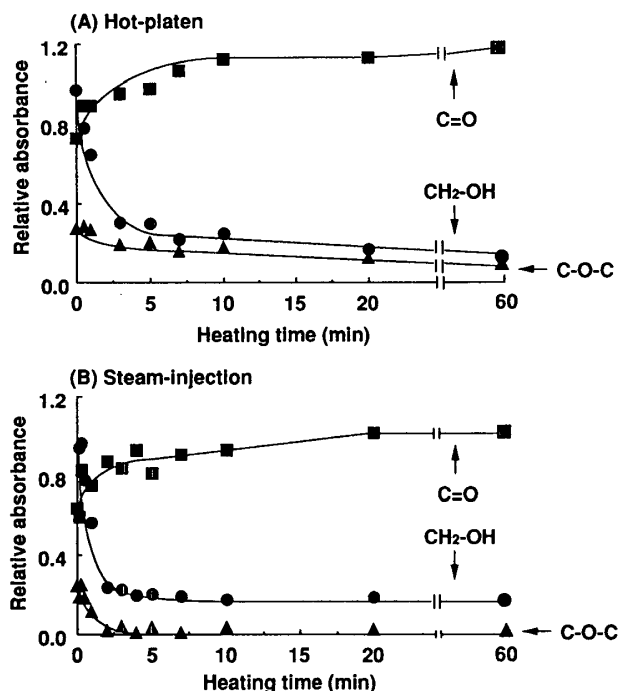 (A) Hot-platen
1.2
0.8
0.4
0.0
Relative absorbance
C=O
CH2-OH
C-O-C
0 5 10 15 20 60
Heating time (min)
(B) Steam-injection
1.2
0.8
0.4
0.0
Relative absorbance
C=O
CH2-OH
C-O-C
0 5 10 15 20 60
Heating time (min)